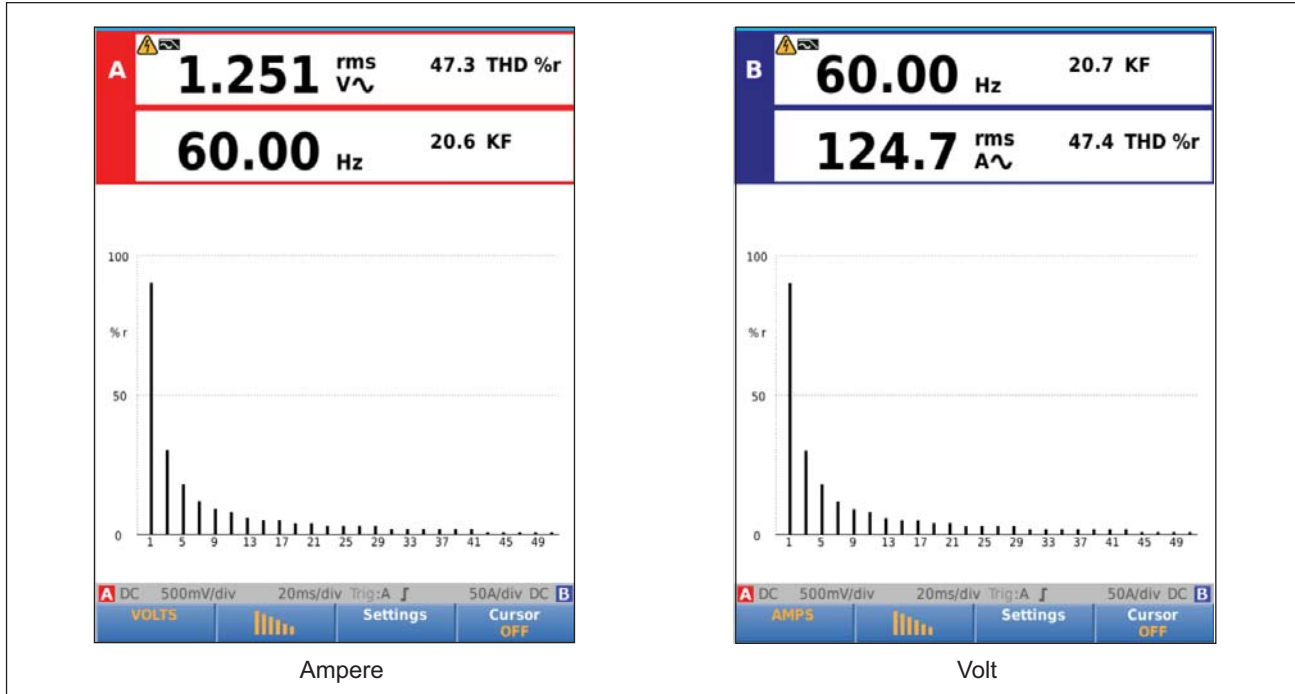 A
1.251 rms V
47.3 THD %r
60.00 Hz
20.6 KF
100
% r
50
0
1 5 9 13 17 21 25 29 33 37 41 45 49
A DC 500mV/div 20ms/div Trig:A 50A/div DC B
VOLTS Settings Cursor OFF
Ampere
B
60.00 Hz
20.7 KF
124.7 rms A
47.4 THD %r
100
% r
50
0
1 5 9 13 17 21 25 29 33 37 41 45 49
A DC 500mV/div 20ms/div Trig:A 50A/div DC B
AMPS Settings Cursor OFF
Volt